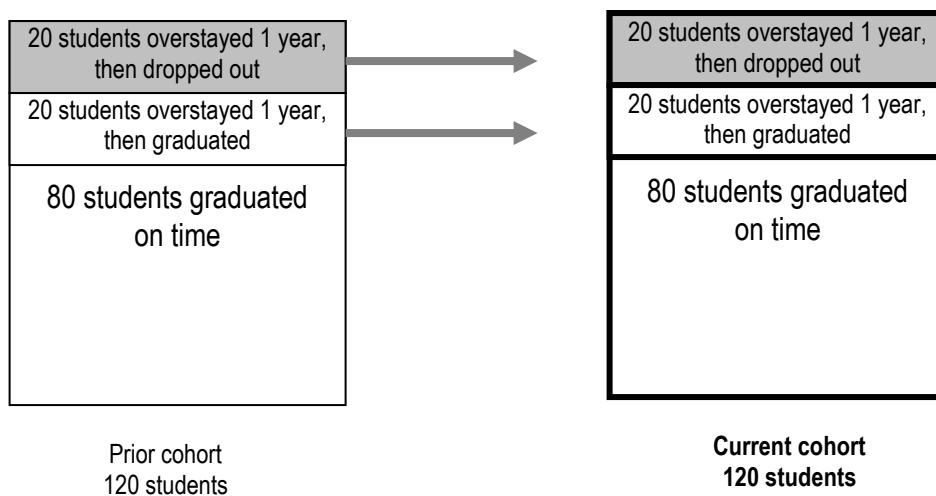 20 students overstayed 1 year,
then dropped out
20 students overstayed 1 year,
then graduated
80 students graduated
on time
Prior cohort
120 students
20 students overstayed 1 year,
then dropped out
20 students overstayed 1 year,
then graduated
80 students graduated
on time
Current cohort
120 students